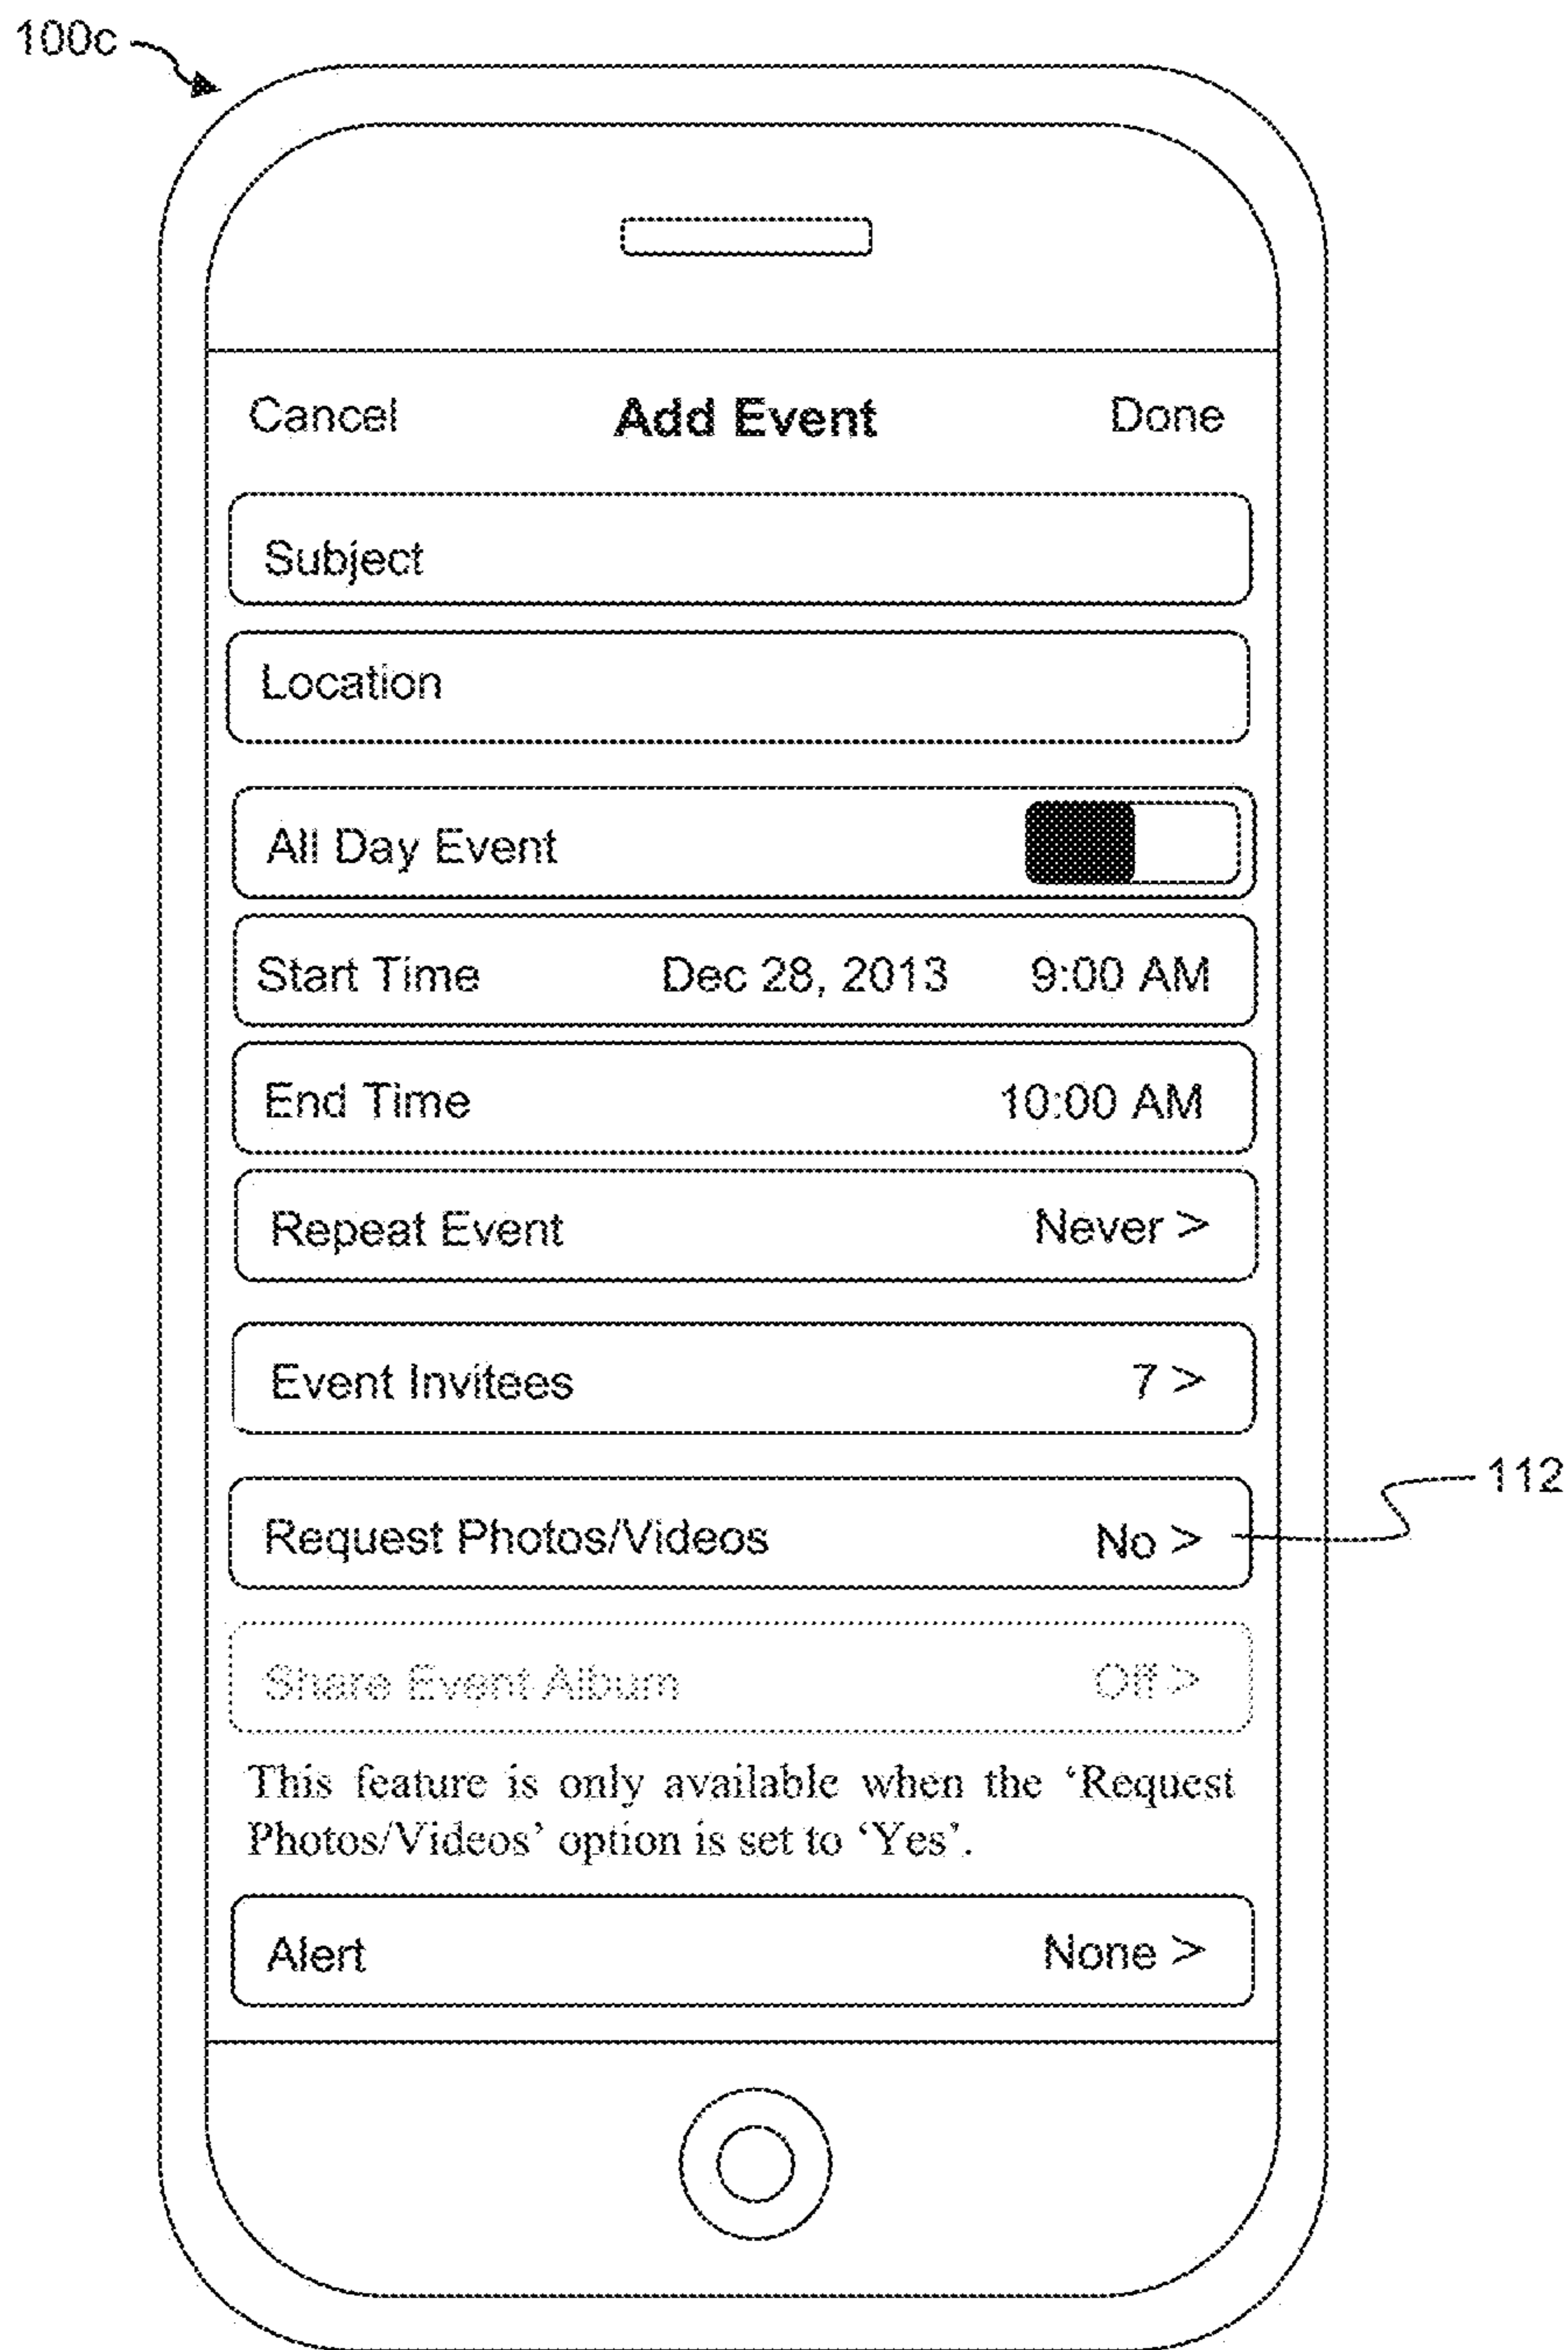 100c
Cancel Add Event Done
Subject
Location
All Day Event
Start Time Dec 28, 2013 9:00 AM
End Time 10:00 AM
Repeat Event Never >
Event Invitees 7 >
112
Request Photos/Videos No >
Share Event Album Off >
This feature is only available when the ‘Request
Photos/Videos’ option is set to ‘Yes’.
Alert None >